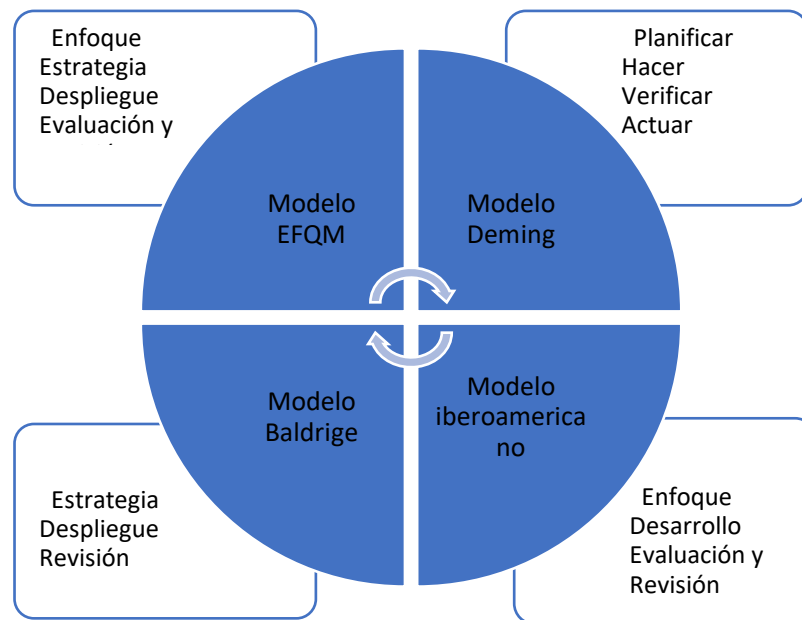 Enfoque
Estrategia
Despliegue
Evaluación y
Planificar
Hacer
Verificar
Actuar
Modelo
EFQM
Modelo
Deming
Modelo
Baldrige
Modelo
iberoamerica
no
Estrategia
Despliegue
Revisión
Enfoque
Desarrollo
Evaluación y
Revisión